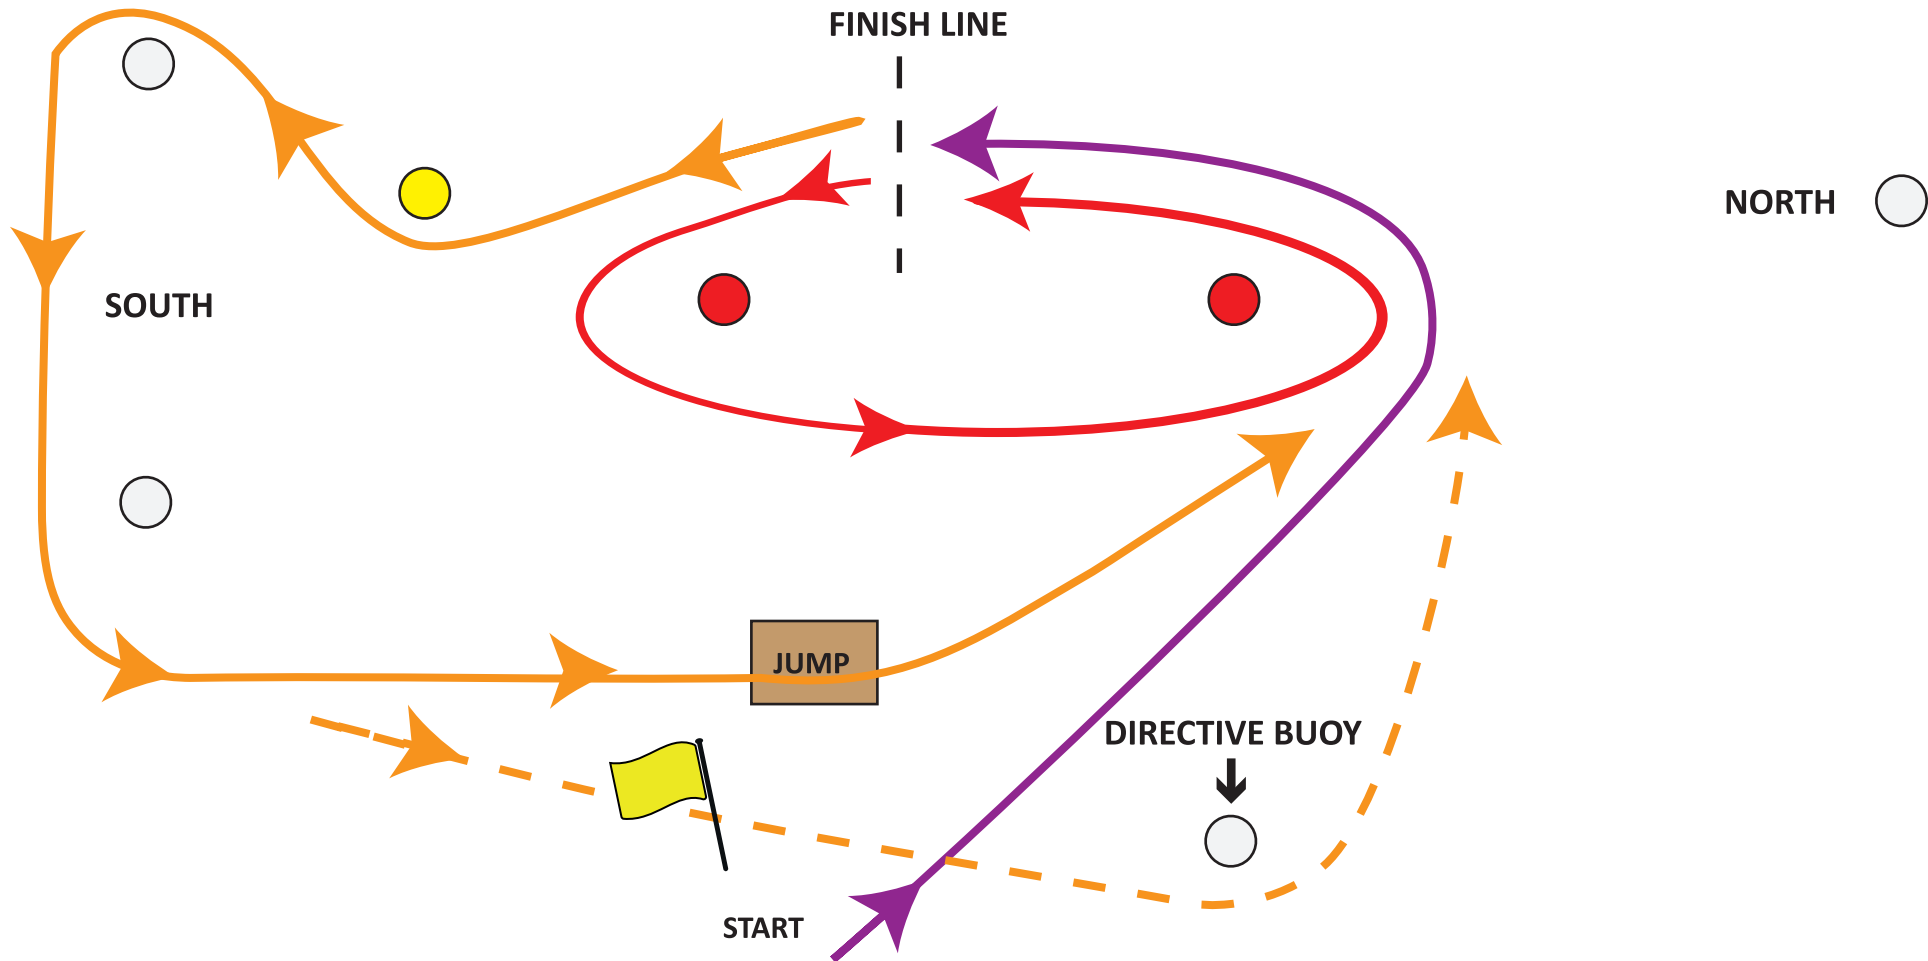 FINISH LINE
NORTH
SOUTH
JUMP
DIRECTIVE BUOY
START